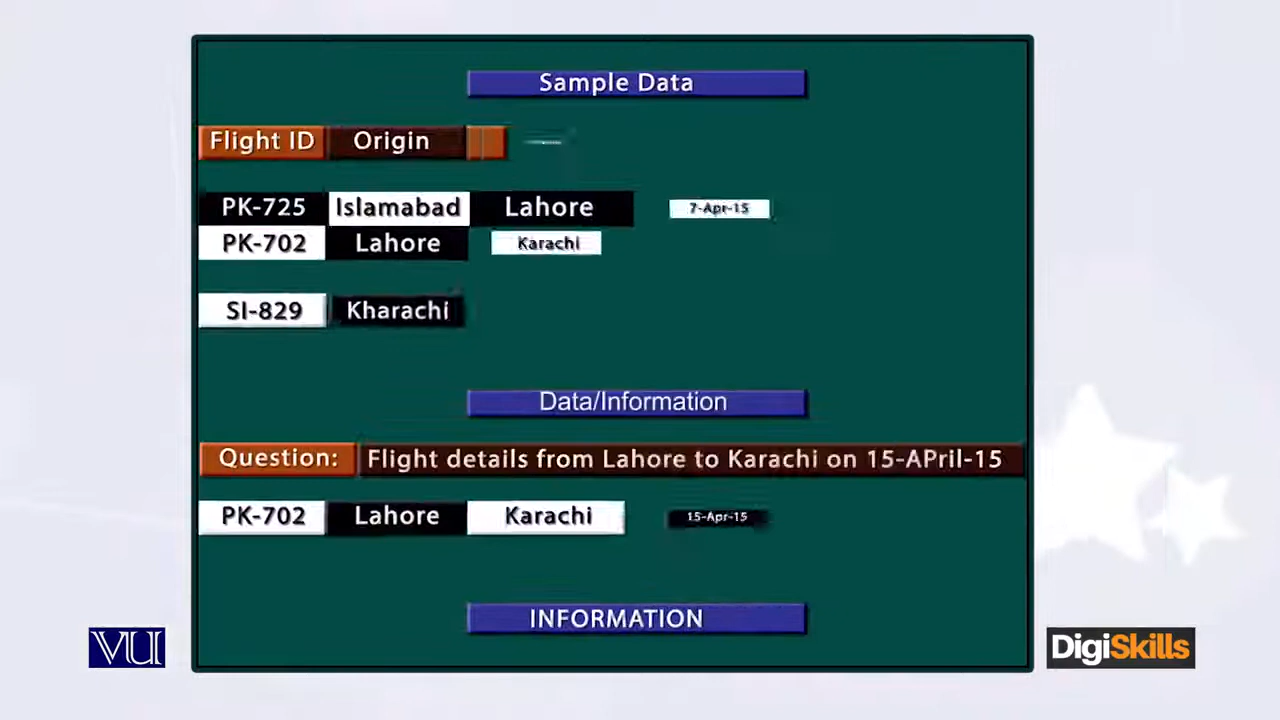 Sample Data
Flight ID Origin
PK-725 Islamabad Lahore 7-Apr-15
PK-702 Lahore Karachi
SI-829 Kharachi
Data/Information
Question: Flight details from Lahore to Karachi on 15-APril-15
PK-702 Lahore Karachi 15-Apr-15
INFORMATION
VU
DigiSkills